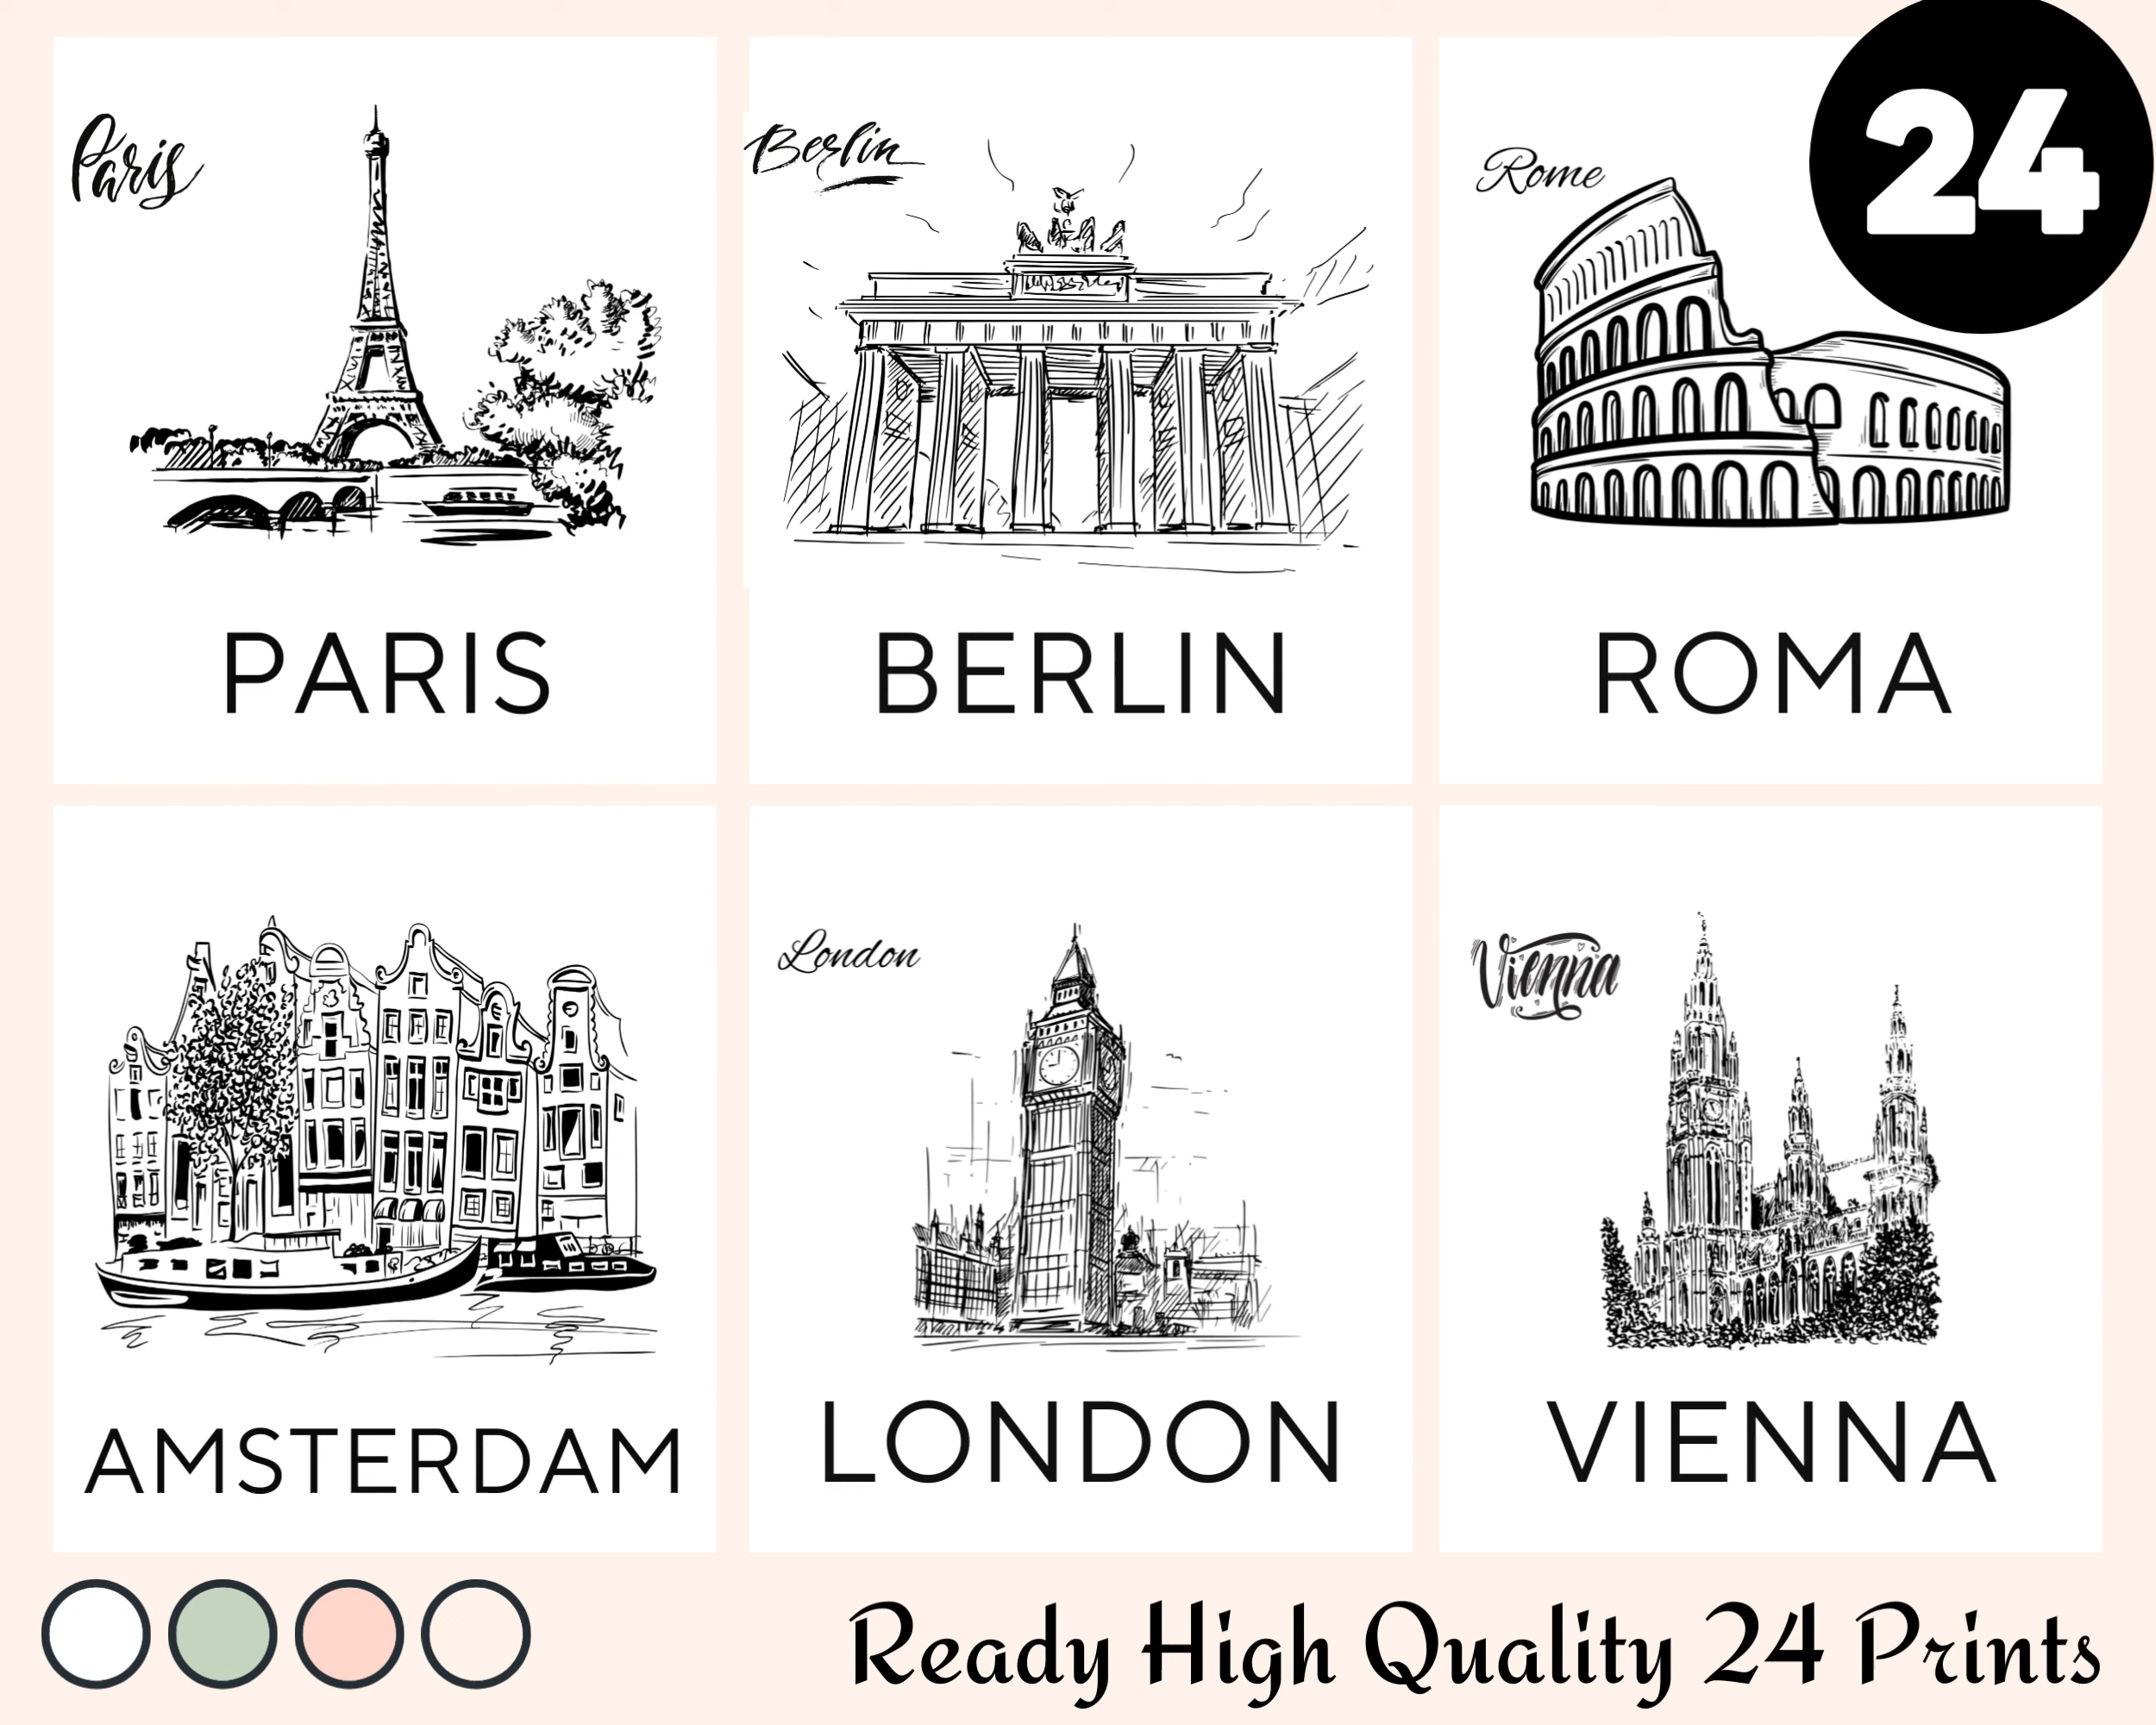 Paris
Berlin
Rome
24
PARIS
BERLIN
ROMA
London
Vienna
AMSTERDAM
LONDON
VIENNA
Ready High Quality 24 Prints